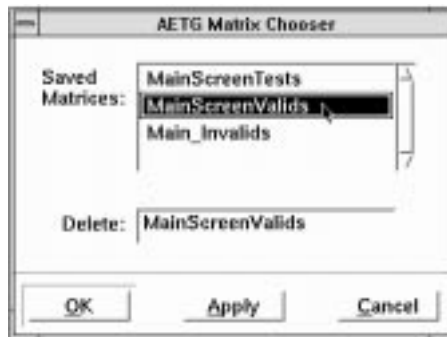 AETG Matrix Chooser
Saved
Matrices:
MainScreenTests
MainScreenValids
Main_Invalids
Delete: MainScreenValids
OK Apply Cancel